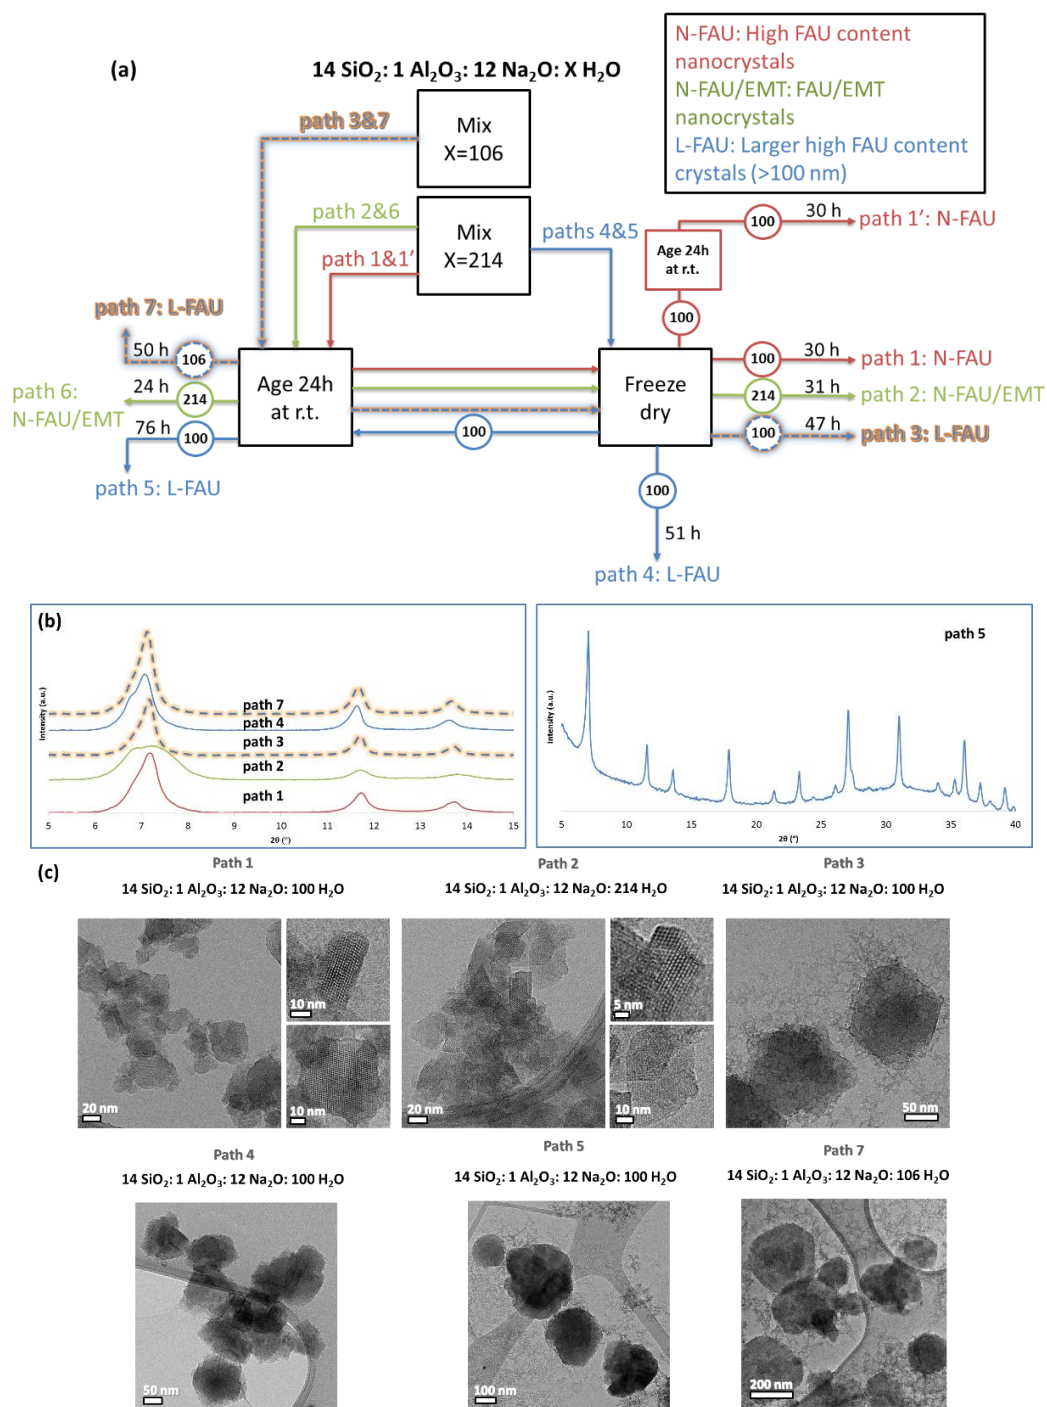 N-FAU: High FAU content
nanocrystals
N-FAU/EMT: FAU/EMT
nanocrystals
L-FAU: Larger high FAU content
crystals (>100 nm)
(a)
14 SiO₂: 1 Al₂O₃: 12 Na₂O: X H₂O
path 3&7
Mix
X=106
path 2&6
Mix
X=214
paths 4&5
path 1&1’
Age 24h
at r.t.
100
30 h
path 1’: N-FAU
100
path 7: L-FAU
50 h
106
path 6:
N-FAU/EMT
24 h
214
76 h
100
path 5: L-FAU
Age 24h
at r.t.
100
Freeze
dry
100
30 h
path 1: N-FAU
214
31 h
path 2: N-FAU/EMT
100
47 h
path 3: L-FAU
100
51 h
path 4: L-FAU
(b)
Intensity (a.u.)
path 7
path 4
path 3
path 2
path 1
5 6 7 8 9 10 11 12 13 14 15
2θ (°)
path 5
Intensity (a.u.)
5 10 15 20 25 30 35 40
2θ (°)
(c)
Path 1
14 SiO₂: 1 Al₂O₃: 12 Na₂O: 100 H₂O
20 nm
10 nm
10 nm
Path 2
14 SiO₂: 1 Al₂O₃: 12 Na₂O: 214 H₂O
20 nm
5 nm
10 nm
Path 3
14 SiO₂: 1 Al₂O₃: 12 Na₂O: 100 H₂O
50 nm
Path 4
14 SiO₂: 1 Al₂O₃: 12 Na₂O: 100 H₂O
50 nm
Path 5
14 SiO₂: 1 Al₂O₃: 12 Na₂O: 100 H₂O
100 nm
Path 7
14 SiO₂: 1 Al₂O₃: 12 Na₂O: 106 H₂O
200 nm